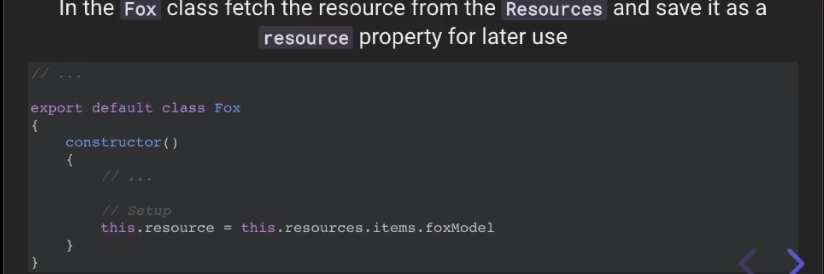 In the Fox class fetch the resource from the Resources and save it as a
resource property for later use
// ...
export default class Fox
{
constructor()
{
// ...
// Setup
this.resource = this.resources.items.foxModel
}
}